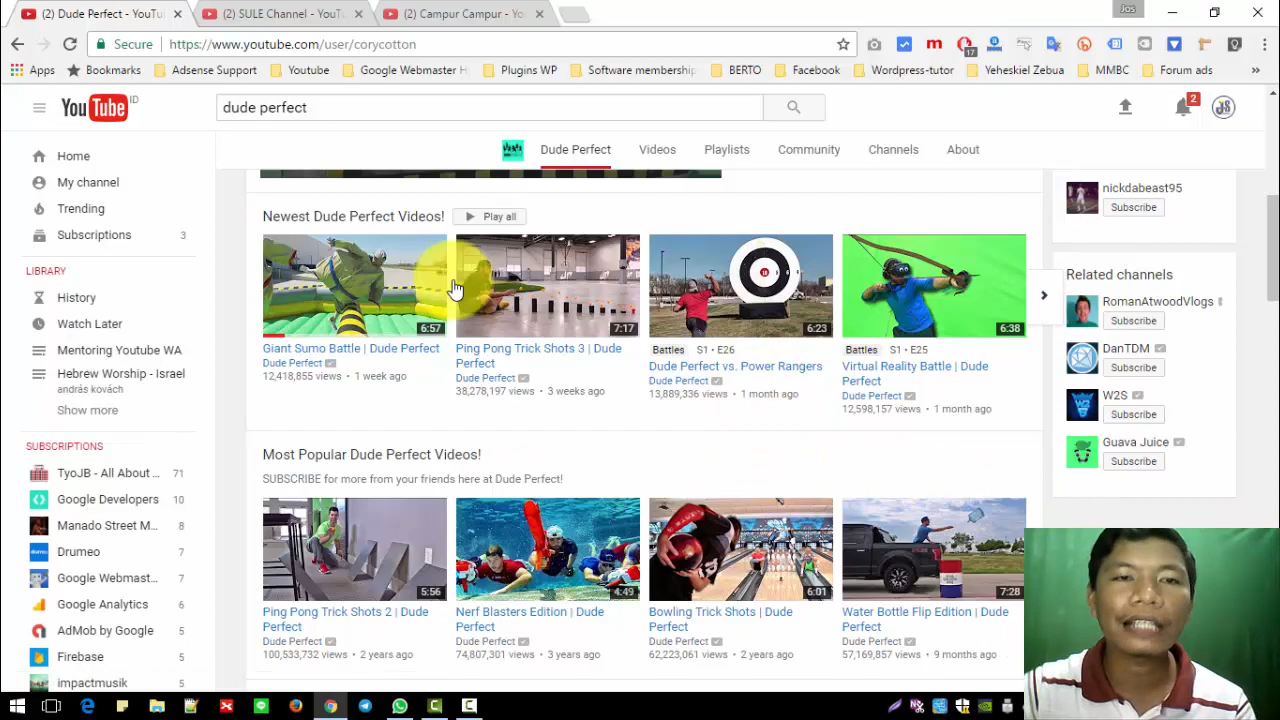 (2) Dude Perfect - YouTu
(2) SULE Channel - YouT
(2) Campur Campur - Yo
Jos
Secure
https://www.youtube.com/user/corycotton
17
Apps
Bookmarks
Adsense Support
Youtube
Google Webmaster H
Plugins WP
Software membership
BERTO
Facebook
Wordpress-tutor
Yeheskiel Zebua
MMBC
Forum ads
YouTube ID
dude perfect
2
Home
My channel
Trending
Subscriptions 3
LIBRARY
History
Watch Later
Mentoring Youtube WA
Hebrew Worship - Israel
andrás kovách
Show more
SUBSCRIPTIONS
TyoJB - All About ... 71
Google Developers 10
Manado Street M... 8
Drumeo 7
Google Webmast... 7
Google Analytics 6
AdMob by Google 5
Firebase 5
impactmusik 5
Dude Perfect
Videos
Playlists
Community
Channels
About
Newest Dude Perfect Videos!
Play all
6:57
Giant Sumo Battle | Dude Perfect
Dude Perfect
12,418,855 views • 1 week ago
7:17
Ping Pong Trick Shots 3 | Dude
Perfect
Dude Perfect
38,278,197 views • 3 weeks ago
6:23
Battles S1 • E26
Dude Perfect vs. Power Rangers
Dude Perfect
13,889,336 views • 1 month ago
6:38
Battles S1 • E25
Virtual Reality Battle | Dude
Perfect
Dude Perfect
12,598,157 views • 1 month ago
Most Popular Dude Perfect Videos!
SUBSCRIBE for more from your friends here at Dude Perfect!
5:56
Ping Pong Trick Shots 2 | Dude
Perfect
Dude Perfect
100,533,732 views • 2 years ago
4:49
Nerf Blasters Edition | Dude
Perfect
Dude Perfect
74,807,301 views • 3 years ago
6:01
Bowling Trick Shots | Dude
Perfect
Dude Perfect
62,223,061 views • 2 years ago
7:28
Water Bottle Flip Edition | Dude
Perfect
Dude Perfect
57,169,857 views • 9 months ago
nickdabeast95
Subscribe
Related channels
RomanAtwoodVlogs
Subscribe
DanTDM
Subscribe
W2S
Subscribe
Guava Juice
Subscribe